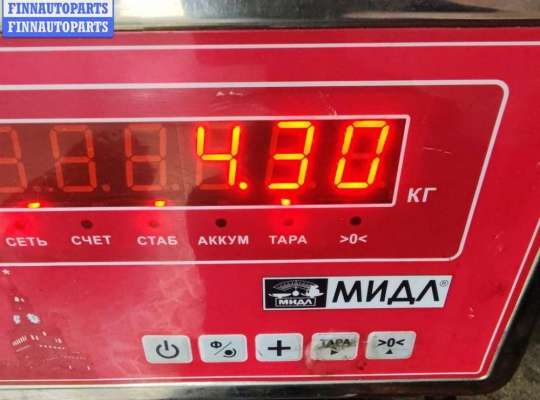 FINNAUTOPARTS
FINNAUTOPARTS
4.30
КГ
СЕТЬ СЧЕТ СТАБ АККУМ ТАРА >0<
МИДЛ МИДЛ®
ТАРА >0<